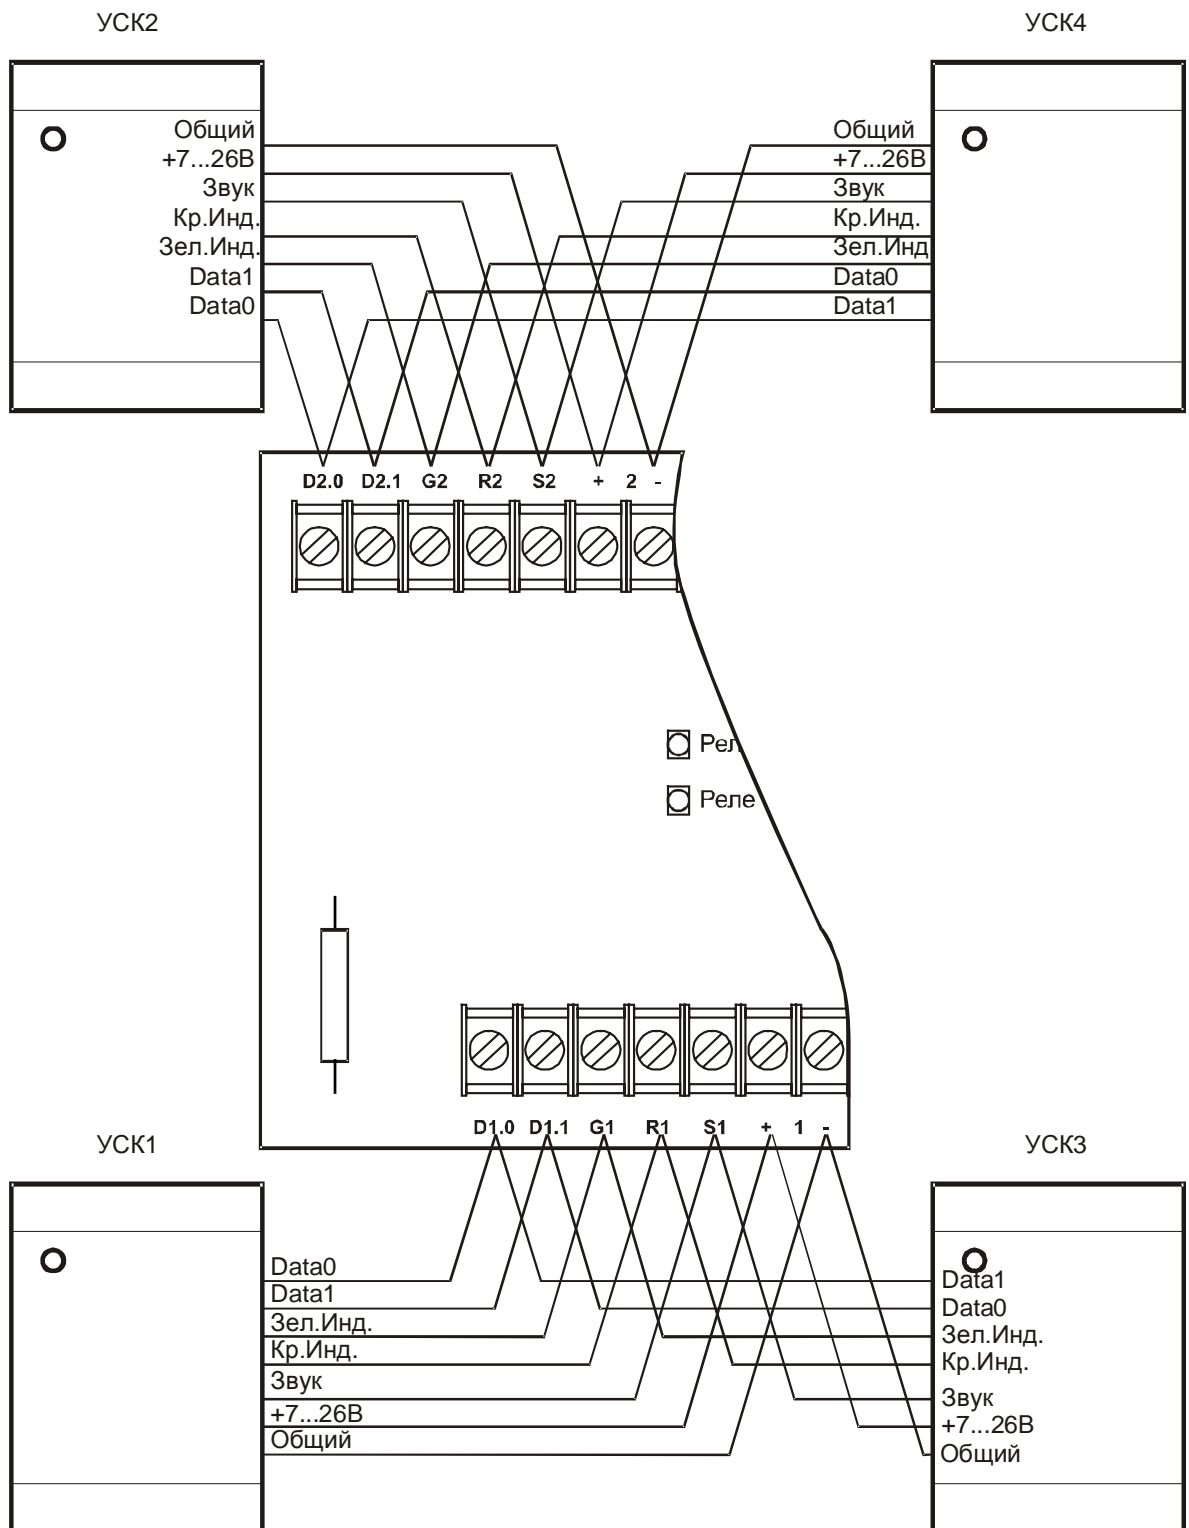 УСК2
УСК4
Общий
+7...26В
Звук
Кр.Инд.
Зел.Инд.
Data1
Data0
Общий
+7...26В
Звук
Кр.Инд.
Зел.Инд
Data0
Data1
D2.0 D2.1 G2 R2 S2 + 2 -
Рел
Реле
D1.0 D1.1 G1 R1 S1 + 1 -
УСК1
УСК3
Data0
Data1
Зел.Инд.
Кр.Инд.
Звук
+7...26В
Общий
Data1
Data0
Зел.Инд.
Кр.Инд.
Звук
+7...26В
Общий